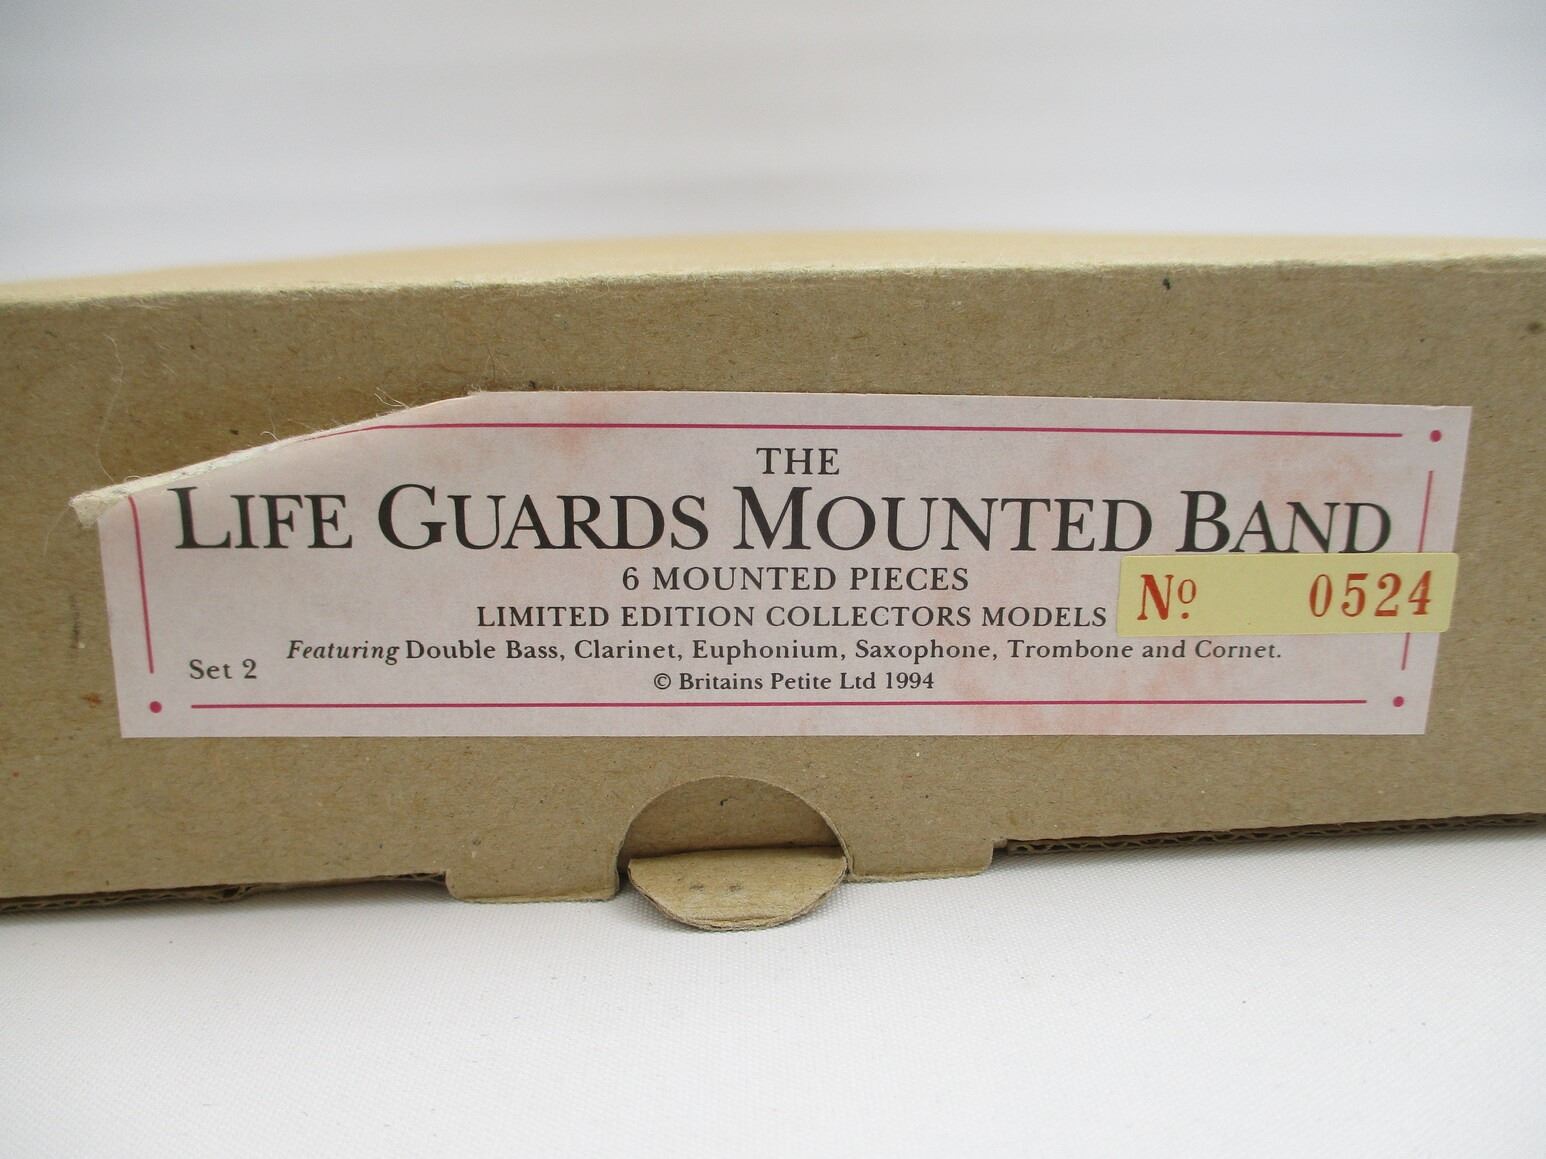 THE
LIFE GUARDS MOUNTED BAND
6 MOUNTED PIECES
Nº 0524
LIMITED EDITION COLLECTORS MODELS
Featuring Double Bass, Clarinet, Euphonium, Saxophone, Trombone and Cornet.
Set 2
© Britains Petite Ltd 1994